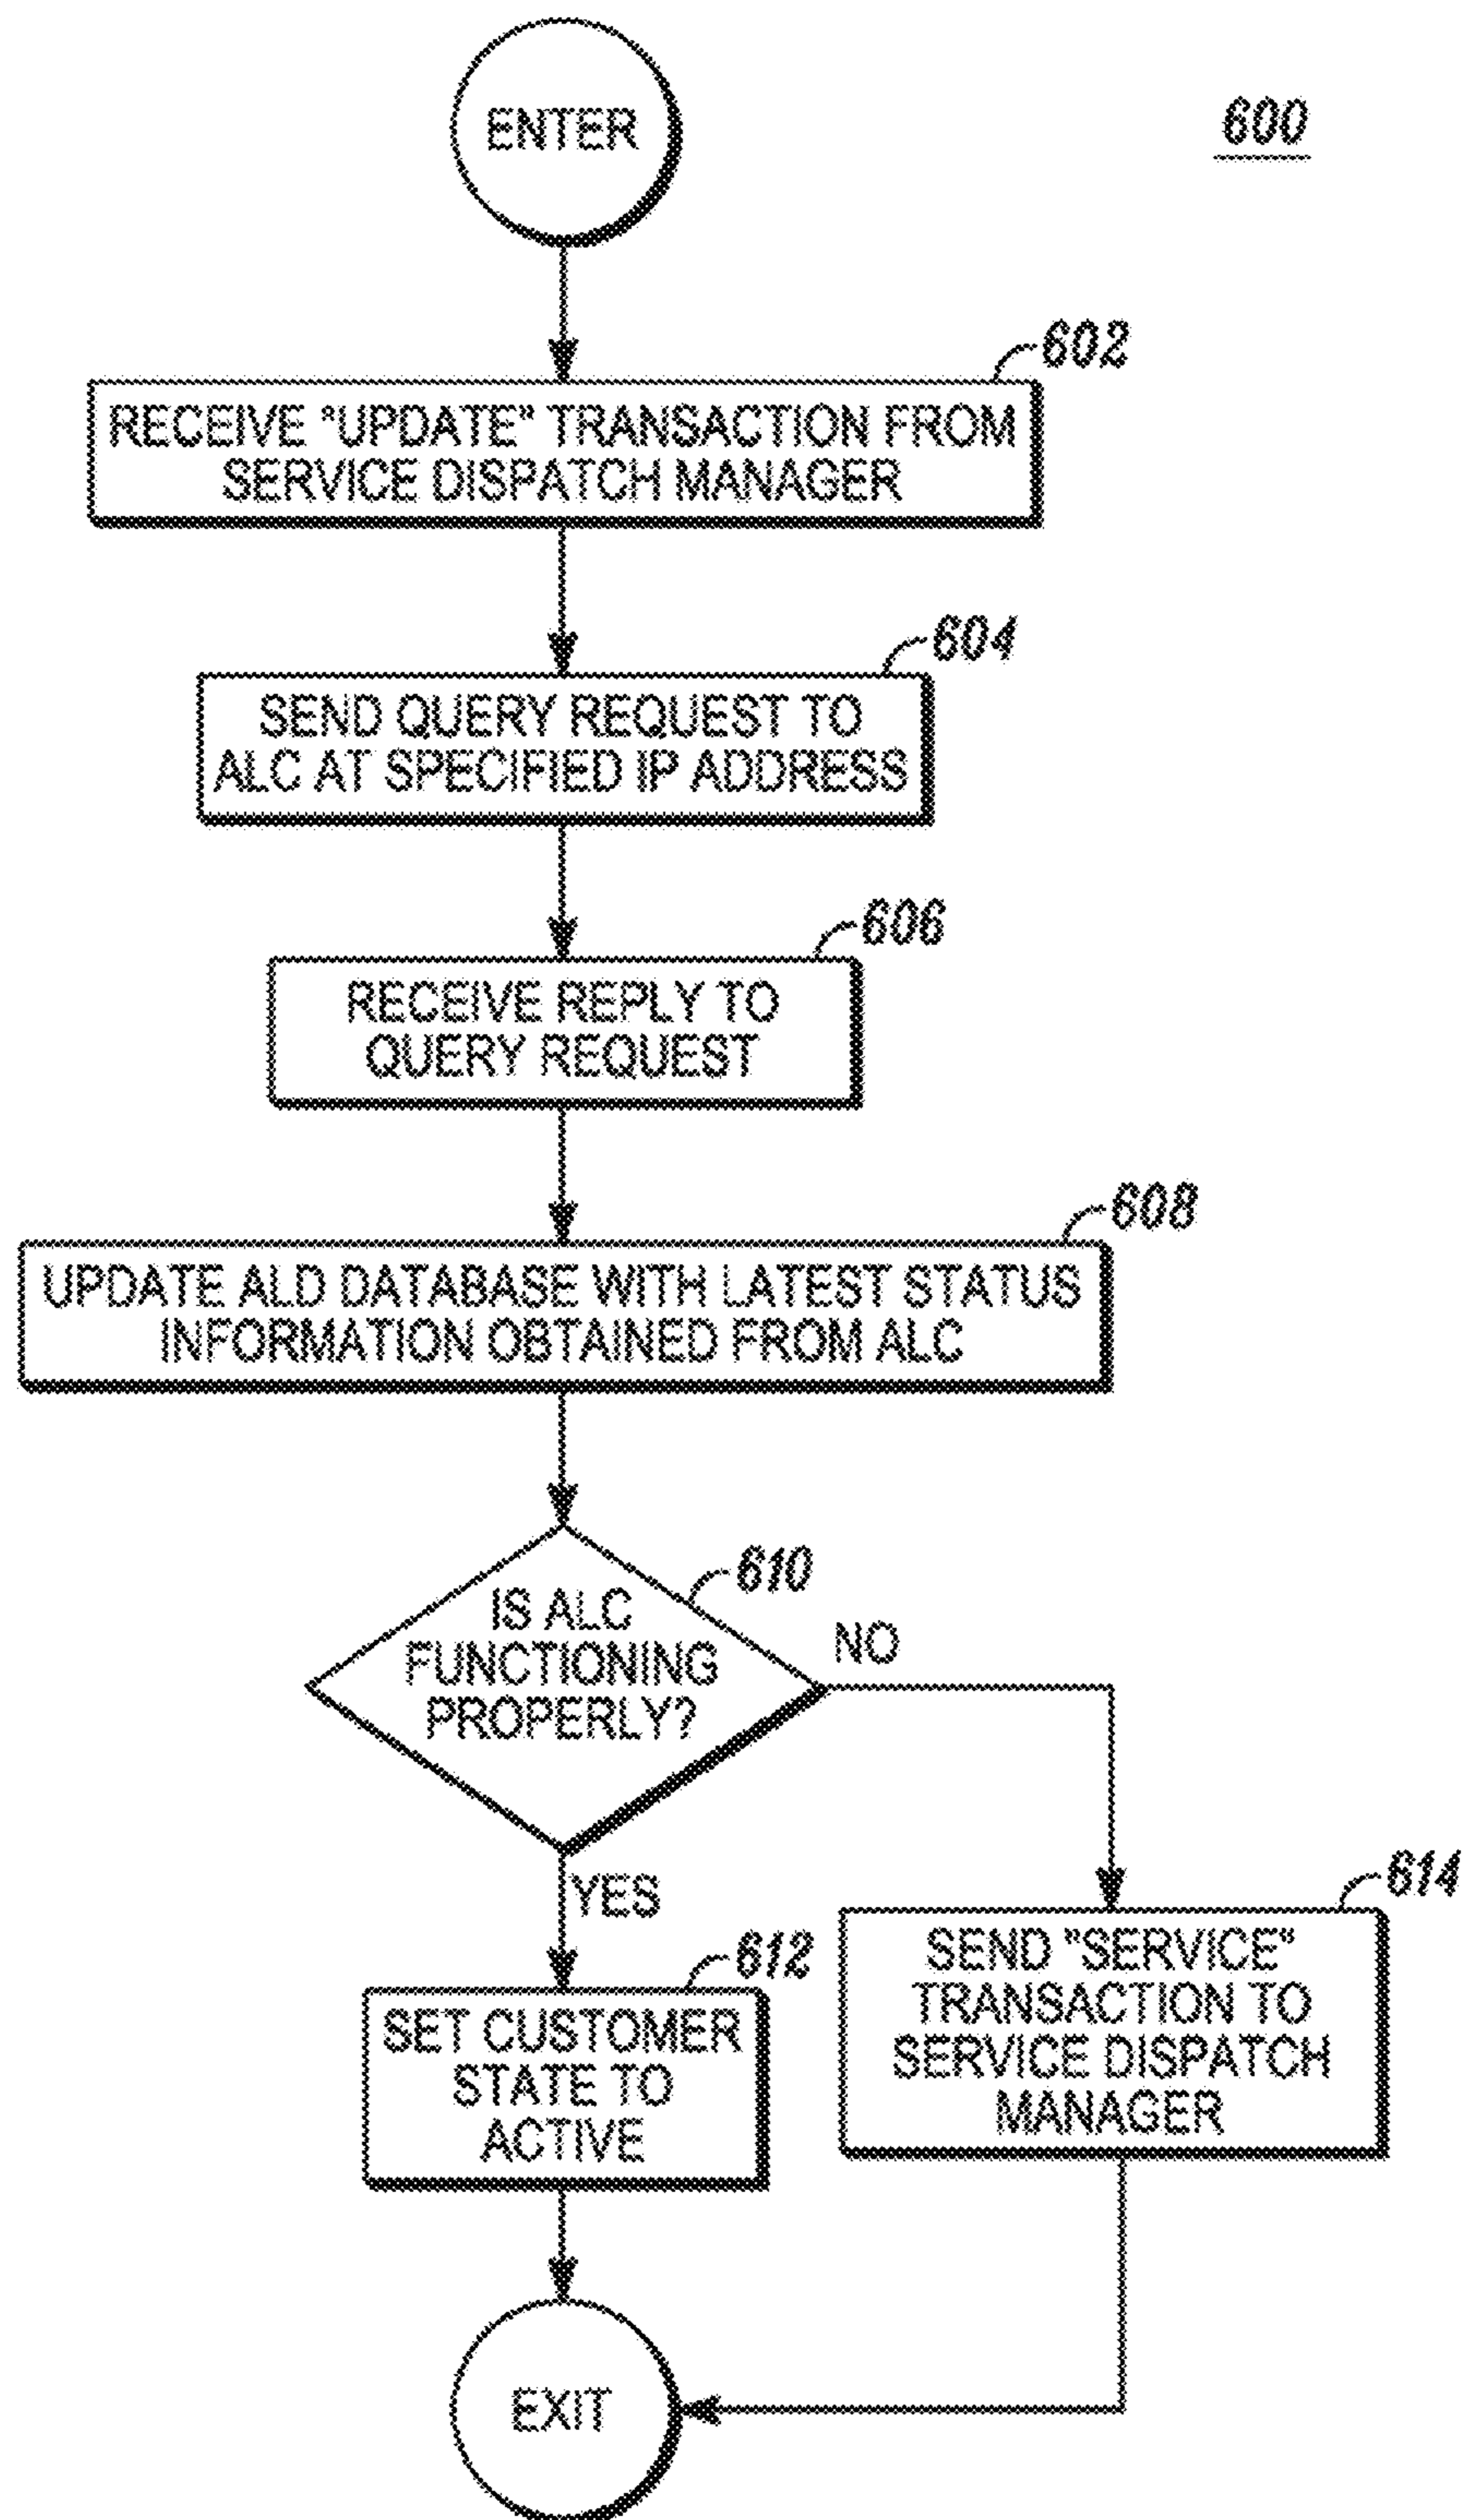 ENTER
600
602
RECEIVE "UPDATE" TRANSACTION FROM
SERVICE DISPATCH MANAGER
604
SEND QUERY REQUEST TO
ALC AT SPECIFIED IP ADDRESS
606
RECEIVE REPLY TO
QUERY REQUEST
608
UPDATE ALD DATABASE WITH LATEST STATUS
INFORMATION OBTAINED FROM ALC
610
IS ALC
FUNCTIONING
PROPERLY?
NO
YES
612
SET CUSTOMER
STATE TO
ACTIVE
614
SEND "SERVICE"
TRANSACTION TO
SERVICE DISPATCH
MANAGER
EXIT